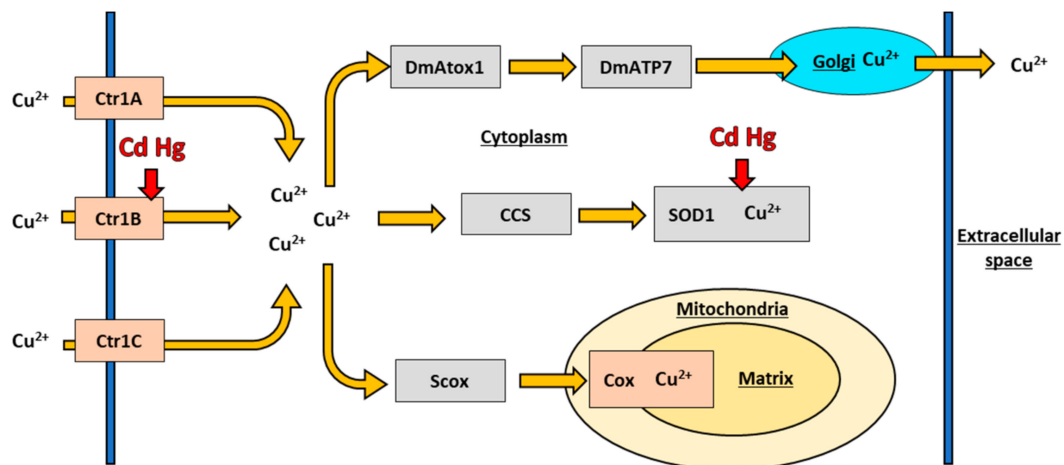 DmAtox1
DmATP7
Golgi Cu²⁺
Cu²⁺
Cu²⁺
Ctr1A
Cd Hg
Cytoplasm
Cd Hg
Cu²⁺
Cu²⁺
Cu²⁺
Ctr1B
Cu²⁺
CCS
SOD1 Cu²⁺
Extracellular
space
Mitochondria
Cu²⁺
Ctr1C
Scox
Cox Cu²⁺
Matrix